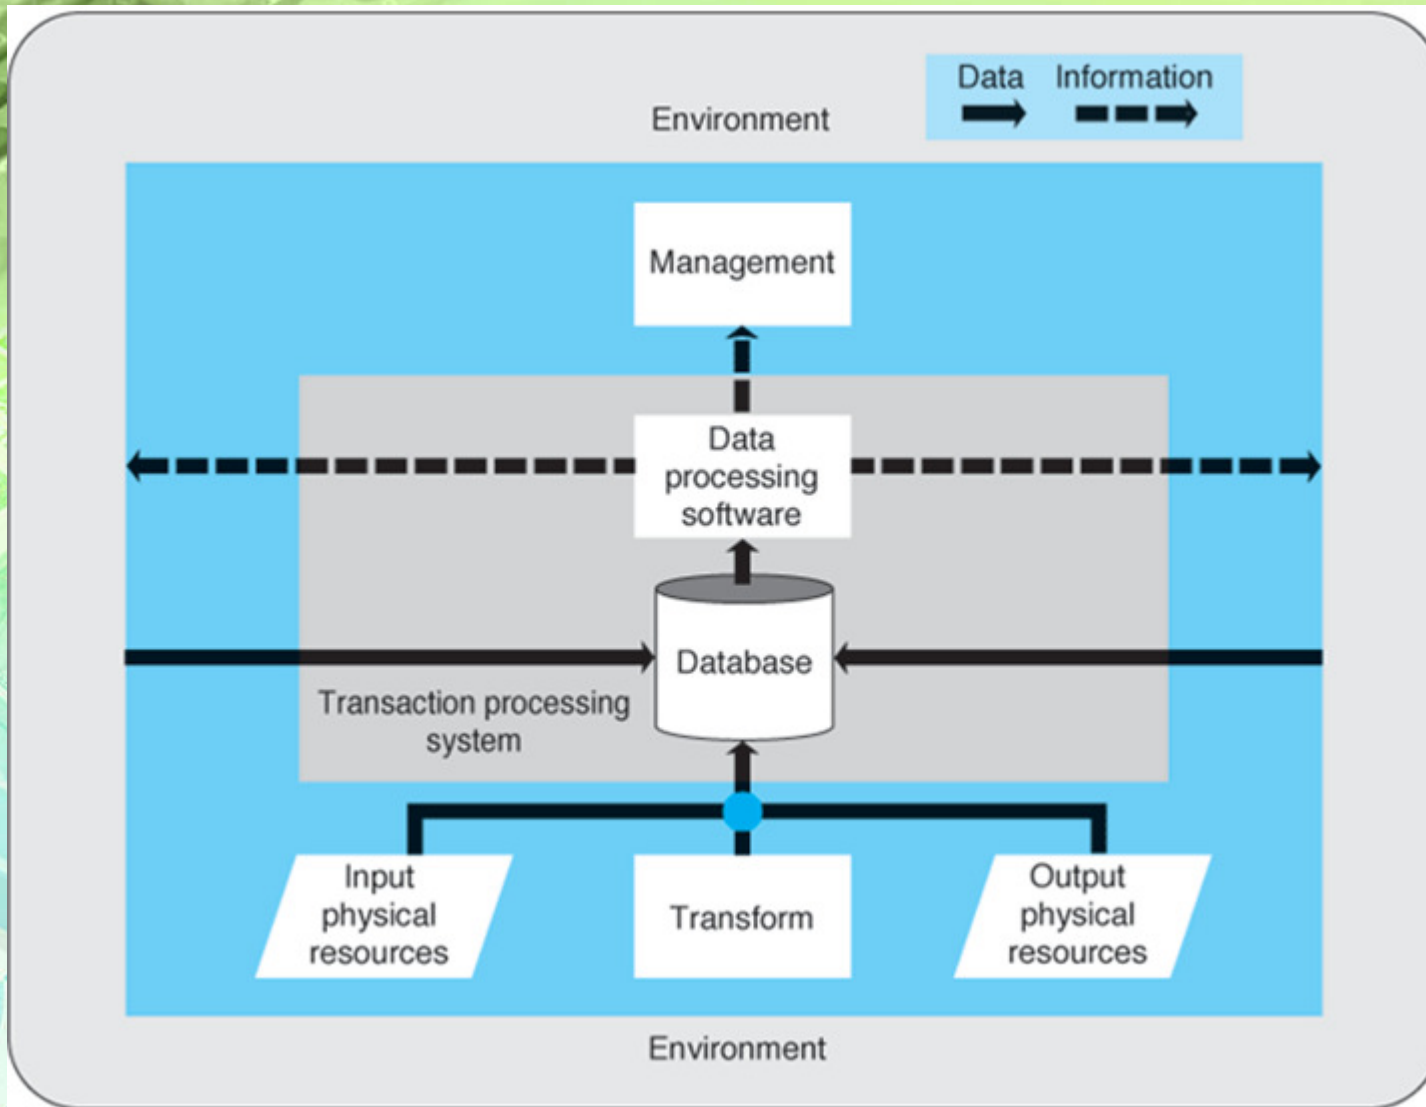 Data Information
Environment
Management
Data
processing
software
Database
Transaction processing
system
Input
physical
resources
Transform
Output
physical
resources
Environment